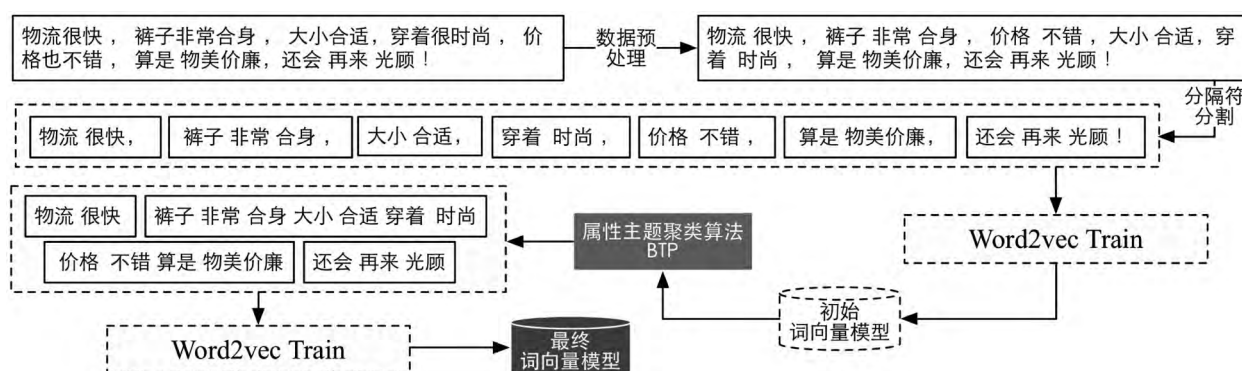 物流很快 ， 裤子非常合身 ， 大小合适，穿着很时尚 ， 价
格也不错 ， 算是 物美价廉，还会 再来 光顾！
数据预
处理
物流 很快 ， 裤子 非常 合身 ， 价格 不错 ，大小 合适，穿
着 时尚 ， 算是 物美价廉，还会 再来 光顾！
分隔符
分割
物流 很快，
裤子 非常 合身 ，
大小 合适，
穿着 时尚 ，
价格 不错 ，
算是 物美价廉，
还会 再来 光顾！
物流 很快
裤子 非常 合身 大小 合适 穿着 时尚
价格 不错 算是 物美价廉
还会 再来 光顾
属性主题聚类算法
BTP
Word2vec Train
初始
词向量模型
Word2vec Train
最终
词向量模型